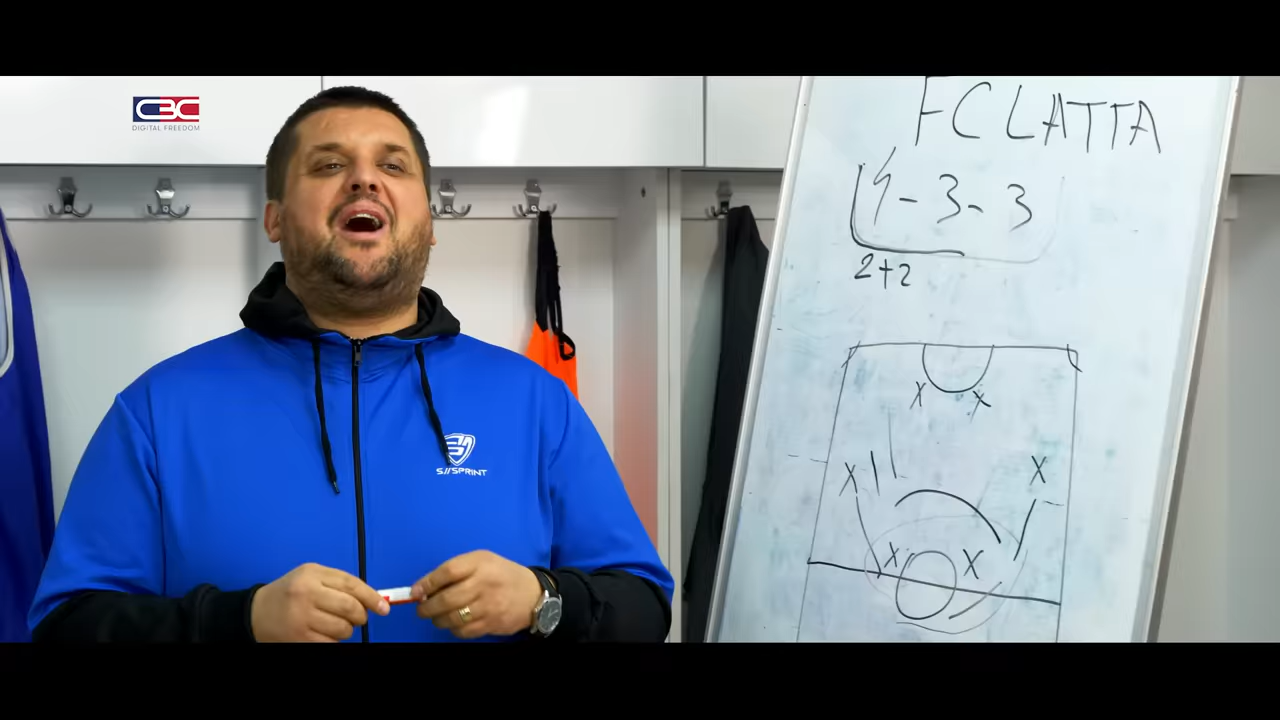 CBC
DIGITAL FREEDOM
S//SPRINT
FC LATTA
4-3-3
2+2
X X
X X
X X